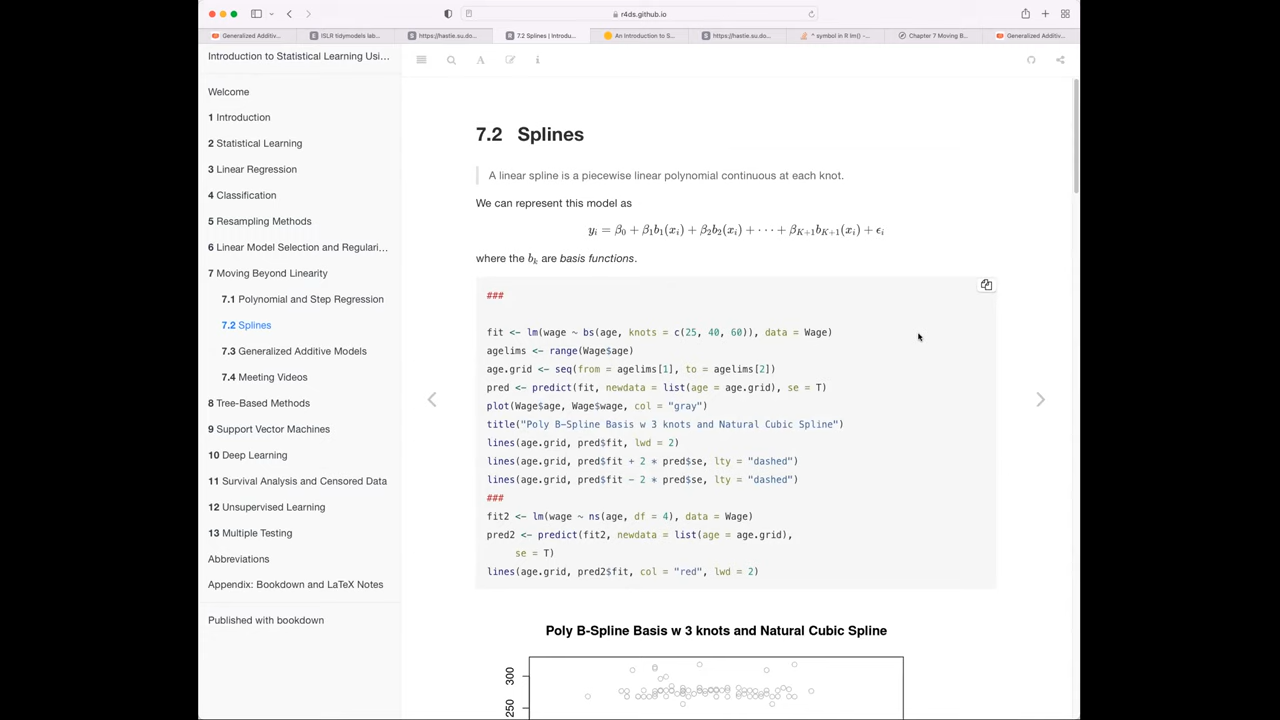 r4ds.github.io
Generalized Additiv...
ISLR tidymodels lab...
https://hastie.su.do...
7.2 Splines | Introdu...
An Introduction to S...
https://hastie.su.do...
^ symbol in R lm() –...
Chapter 7 Moving B...
Generalized Additiv...
Introduction to Statistical Learning Usi...
Welcome
1 Introduction
2 Statistical Learning
3 Linear Regression
4 Classification
5 Resampling Methods
6 Linear Model Selection and Regulari...
7 Moving Beyond Linearity
7.1 Polynomial and Step Regression
7.2 Splines
7.3 Generalized Additive Models
7.4 Meeting Videos
8 Tree-Based Methods
9 Support Vector Machines
10 Deep Learning
11 Survival Analysis and Censored Data
12 Unsupervised Learning
13 Multiple Testing
Abbreviations
Appendix: Bookdown and LaTeX Notes
Published with bookdown
A
i
7.2 Splines
A linear spline is a piecewise linear polynomial continuous at each knot.
We can represent this model as
yᵢ = β₀ + β₁b₁(xᵢ) + β₂b₂(xᵢ) + · · · + β_{K+1}b_{K+1}(xᵢ) + ϵᵢ
where the bₖ are basis functions.
###
fit <- lm(wage ~ bs(age, knots = c(25, 40, 60)), data = Wage)
agelims <- range(Wage$age)
age.grid <- seq(from = agelims[1], to = agelims[2])
pred <- predict(fit, newdata = list(age = age.grid), se = T)
plot(Wage$age, Wage$wage, col = "gray")
title("Poly B-Spline Basis w 3 knots and Natural Cubic Spline")
lines(age.grid, pred$fit, lwd = 2)
lines(age.grid, pred$fit + 2 * pred$se, lty = "dashed")
lines(age.grid, pred$fit - 2 * pred$se, lty = "dashed")
###
fit2 <- lm(wage ~ ns(age, df = 4), data = Wage)
pred2 <- predict(fit2, newdata = list(age = age.grid),
se = T)
lines(age.grid, pred2$fit, col = "red", lwd = 2)
Poly B-Spline Basis w 3 knots and Natural Cubic Spline
300
250